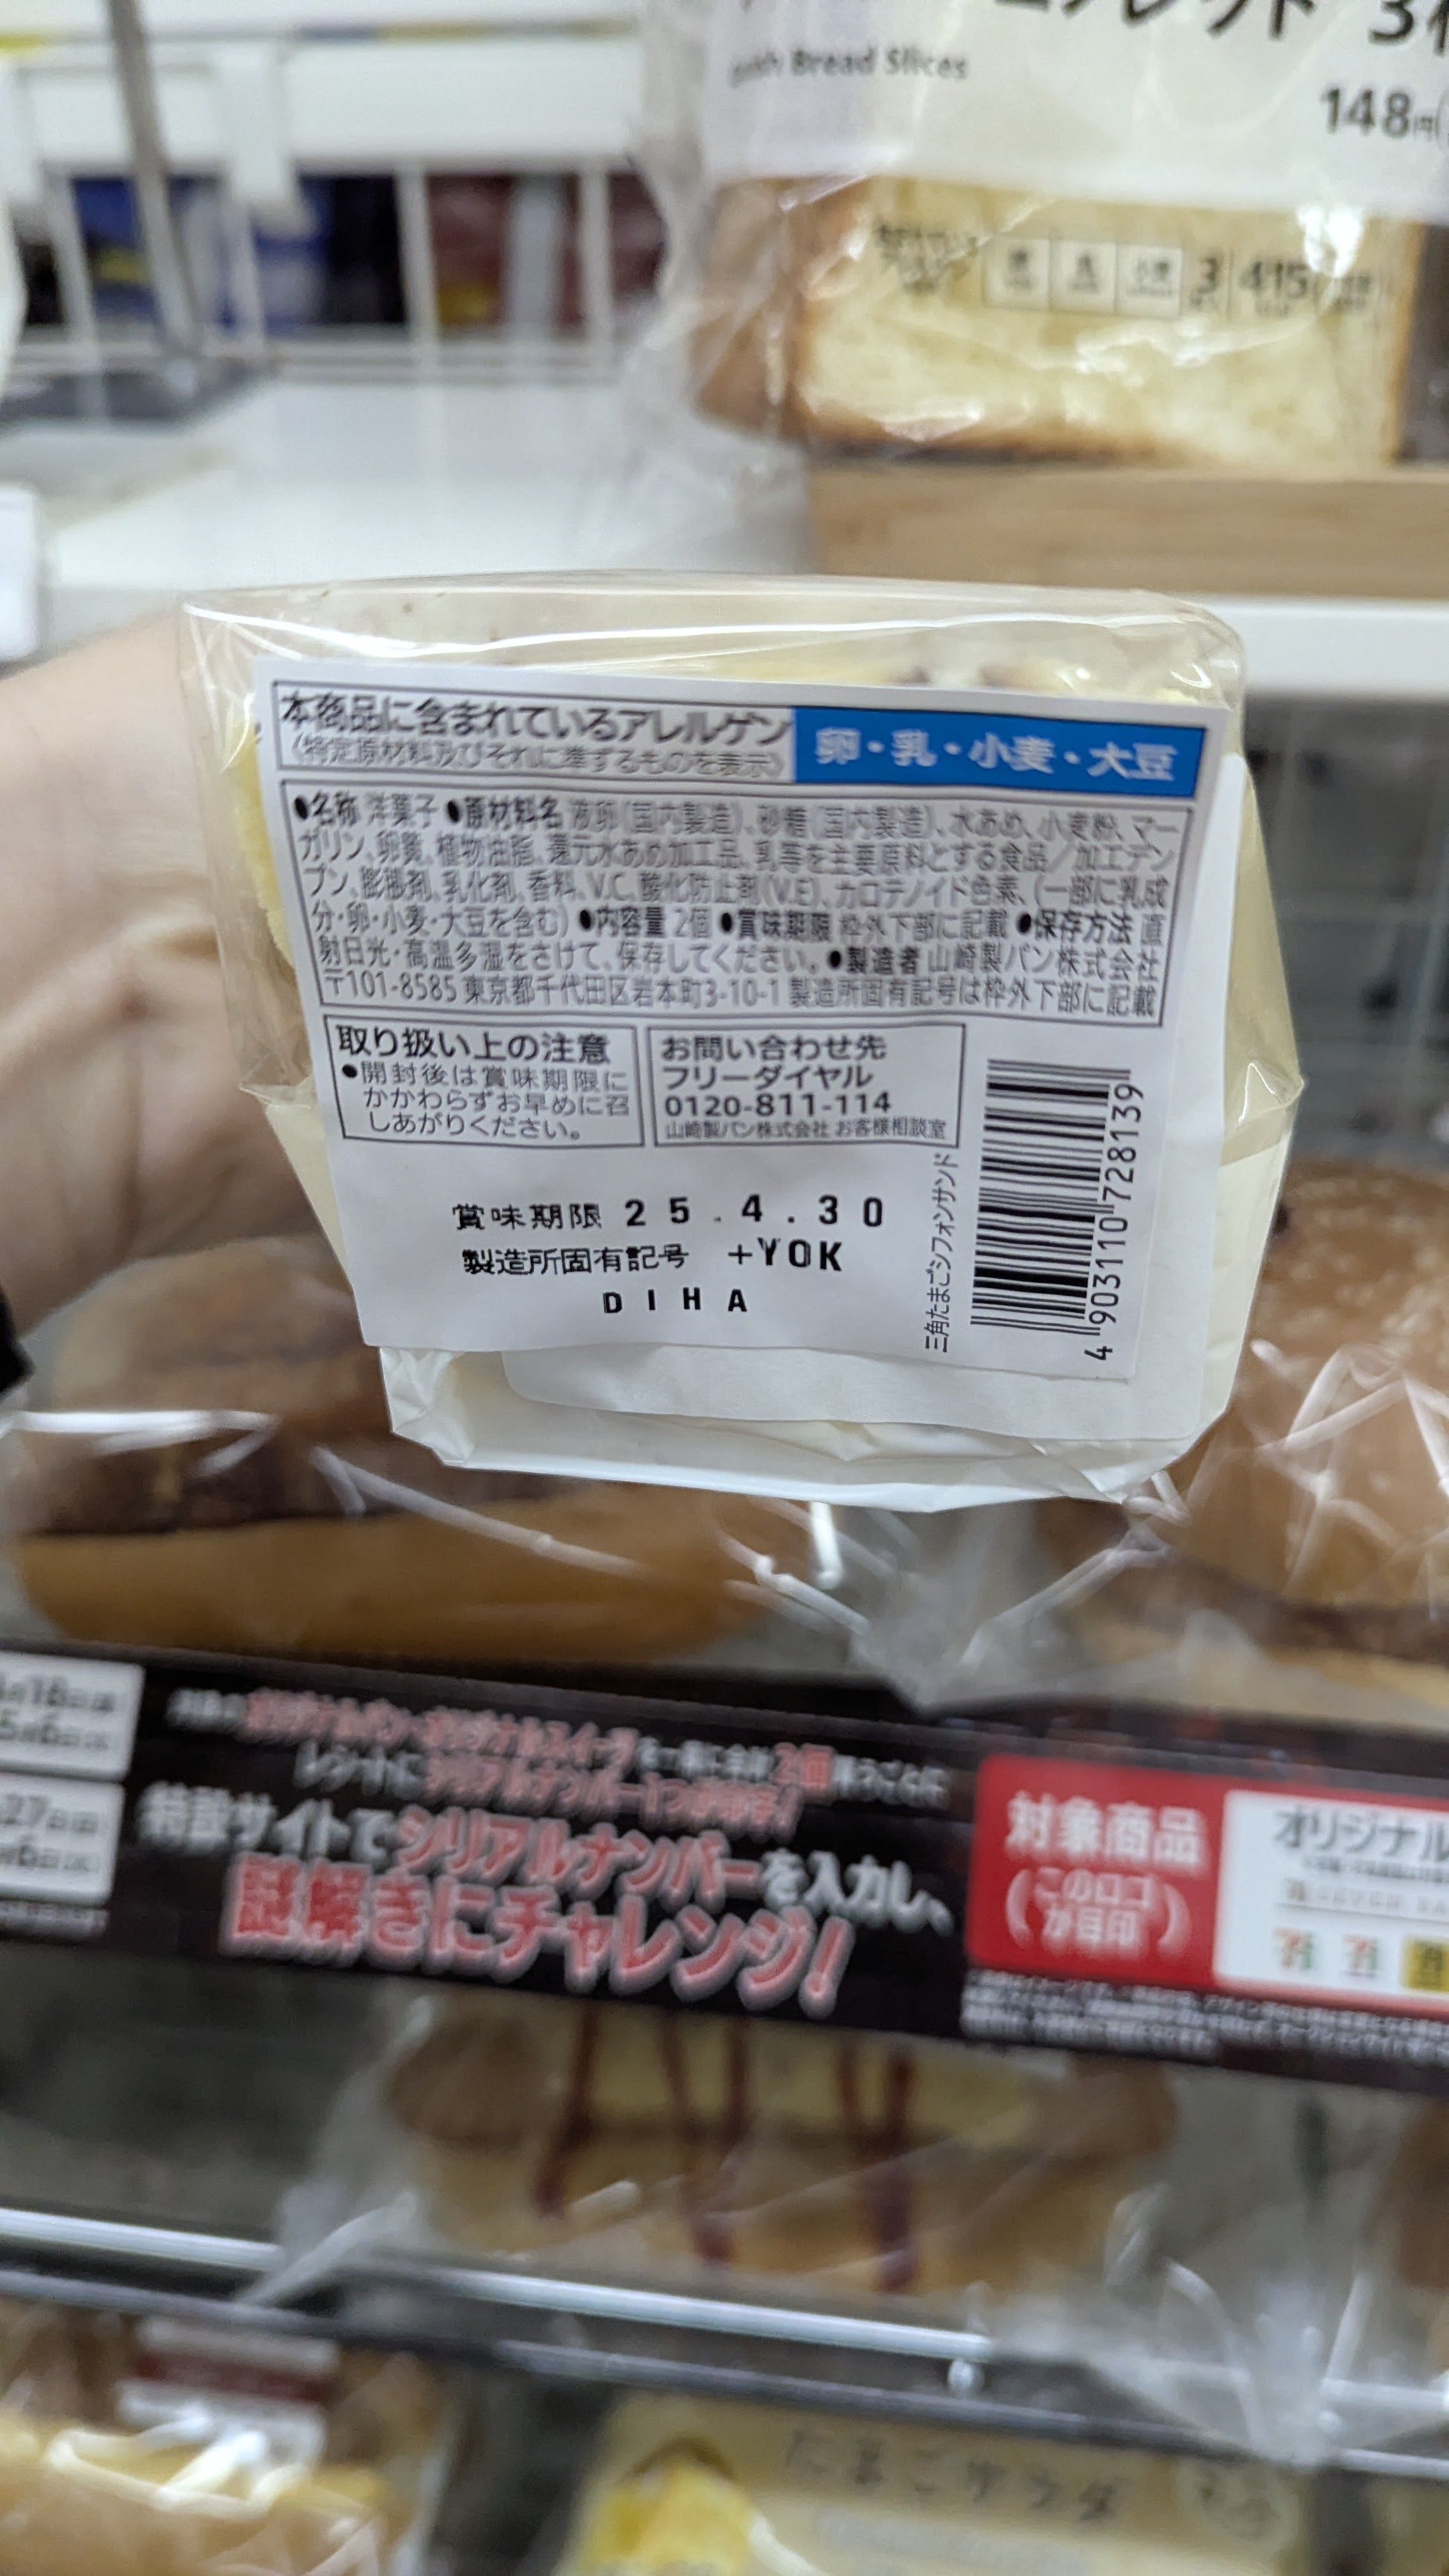 Bread Slices
148円
3 415
本商品に含まれているアレルゲン
(特定原材料及びそれに準ずるものを表示)
卵・乳・小麦・大豆
●名称 洋菓子 ●原材料名 液卵(国内製造)、砂糖(国内製造)、水あめ、小麦粉、マー
ガリン、卵黄、植物油脂、還元水あめ加工品、乳等を主要原料とする食品/加工デン
プン、膨脹剤、乳化剤、香料、V.C、酸化防止剤(V.E)、カロテノイド色素、(一部に乳成
分・卵・小麦・大豆を含む) ●内容量 2個 ●賞味期限 枠外下部に記載 ●保存方法 直
射日光・高温多湿をさけて、保存してください。●製造者 山崎製パン株式会社
〒101-8585 東京都千代田区岩本町3-10-1 製造所固有記号は枠外下部に記載
取り扱い上の注意
●開封後は賞味期限に
かかわらずお早めに召
しあがりください。
お問い合わせ先
フリーダイヤル
0120-811-114
山崎製パン株式会社 お客様相談室
賞味期限 25.4.30
製造所固有記号 +YOK
DIHA
三角たまごシフォンサンド
4 903110 728139
レシートに
特設サイトでシリアルナンバーを入力し、
謎解きにチャレンジ!
対象商品
(このロゴ
が目印)
オリジナル
たまごサラダ